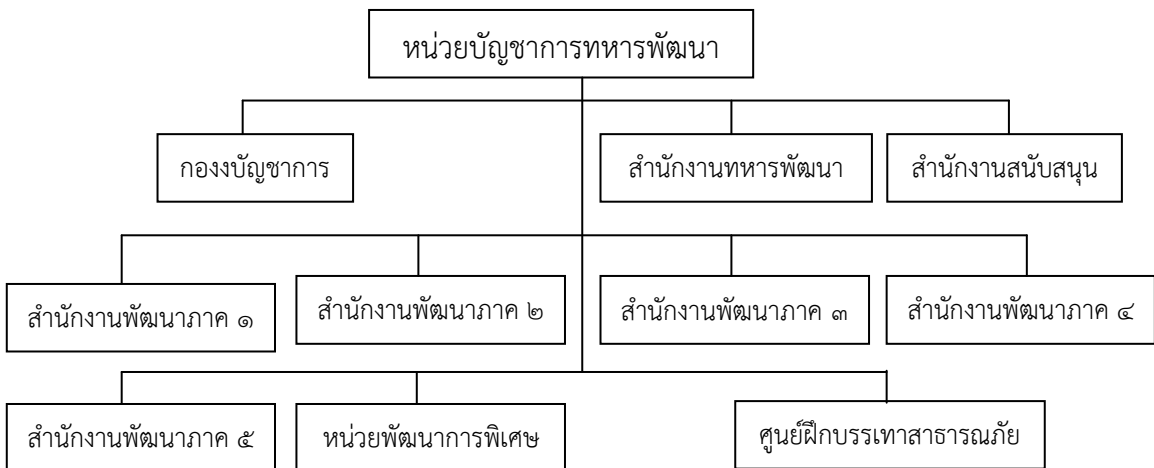 หน่วยบัญชาการทหารพัฒนา
กองงบัญชาการ
สำนักงานทหารพัฒนา
สำนักงานสนับสนุน
สำนักงานพัฒนาภาค ๑
สำนักงานพัฒนาภาค ๒
สำนักงานพัฒนาภาค ๓
สำนักงานพัฒนาภาค ๔
สำนักงานพัฒนาภาค ๕
หน่วยพัฒนาการพิเศษ
ศูนย์ฝึกบรรเทาสาธารณภัย